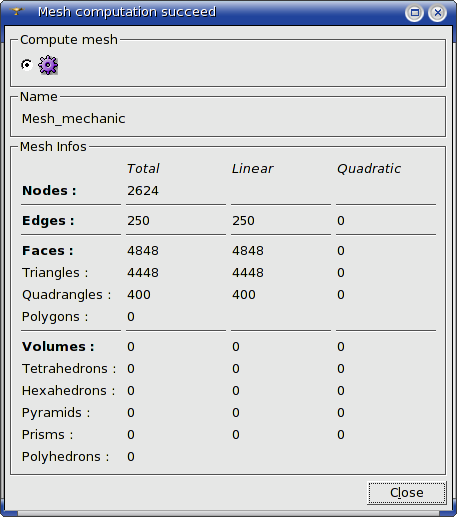 Mesh computation succeed
Compute mesh
Name
Mesh_mechanic
Mesh Infos
Total Linear Quadratic
Nodes : 2624
Edges : 250 250 0
Faces : 4848 4848 0
Triangles : 4448 4448 0
Quadrangles : 400 400 0
Polygons : 0
Volumes : 0 0 0
Tetrahedrons : 0 0 0
Hexahedrons : 0 0 0
Pyramids : 0 0 0
Prisms : 0 0 0
Polyhedrons : 0
Close